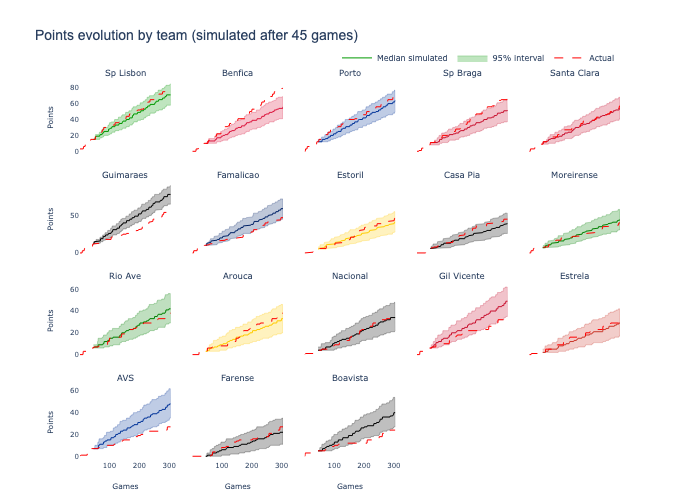 Points evolution by team (simulated after 45 games)
Median simulated 95% interval Actual
Sp Lisbon Benfica Porto Sp Braga Santa Clara
Points
80
60
40
20
0
Guimaraes Famalicao Estoril Casa Pia Moreirense
Points
50
0
Rio Ave Arouca Nacional Gil Vicente Estrela
Points
60
40
20
0
AVS Farense Boavista
Points
60
40
20
0
100 200 300 100 200 300 100 200 300
Games Games Games